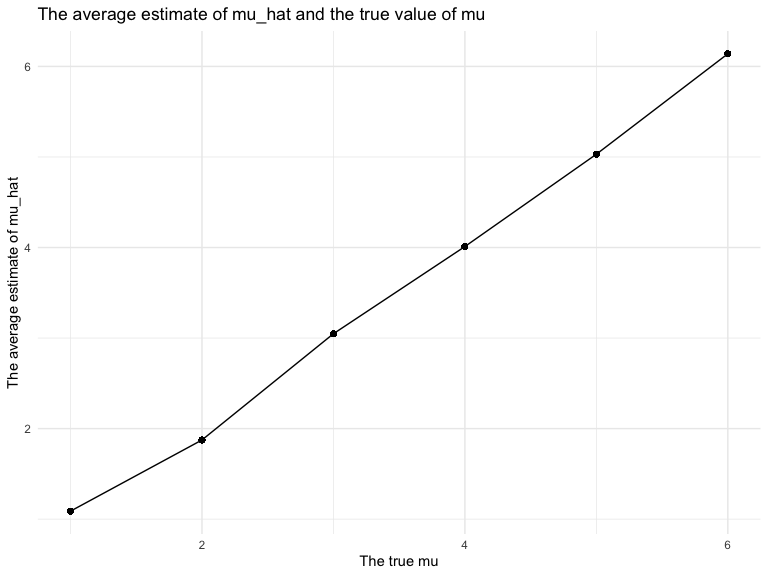 The average estimate of mu_hat and the true value of mu
The average estimate of mu_hat
6
4
2
2
4
6
The true mu